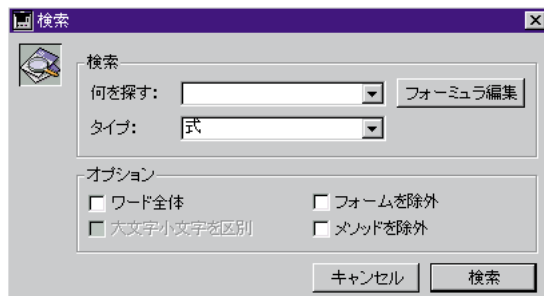 検索
検索
何を探す:
フォーミュラ編集
タイプ: 式
オプション
ワード全体
フォームを除外
大文字小文字を区別
メソッドを除外
キャンセル
検索